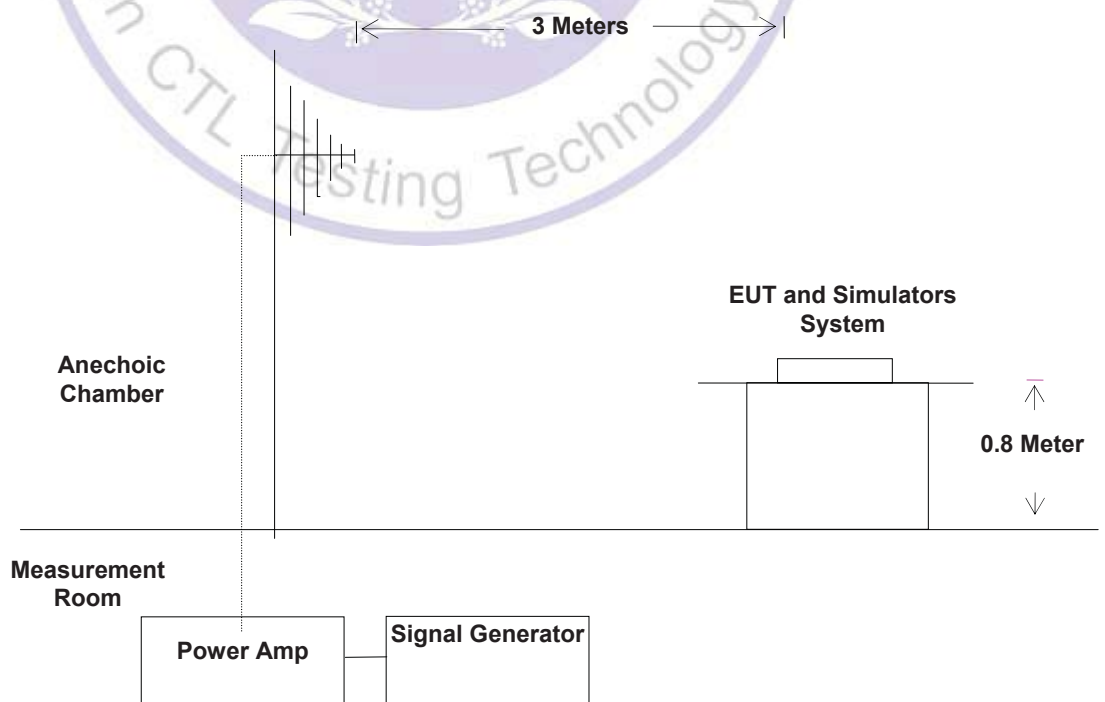 3 Meters
n CTL Testing Technology
EUT and Simulators
System
Anechoic
Chamber
0.8 Meter
Measurement
Room
Power Amp
Signal Generator